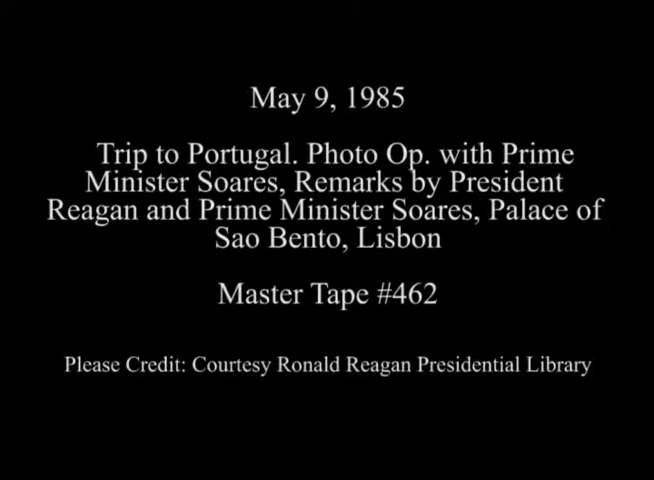 May 9, 1985
Trip to Portugal. Photo Op. with Prime
Minister Soares, Remarks by President
Reagan and Prime Minister Soares, Palace of
Sao Bento, Lisbon
Master Tape #462
Please Credit: Courtesy Ronald Reagan Presidential Library